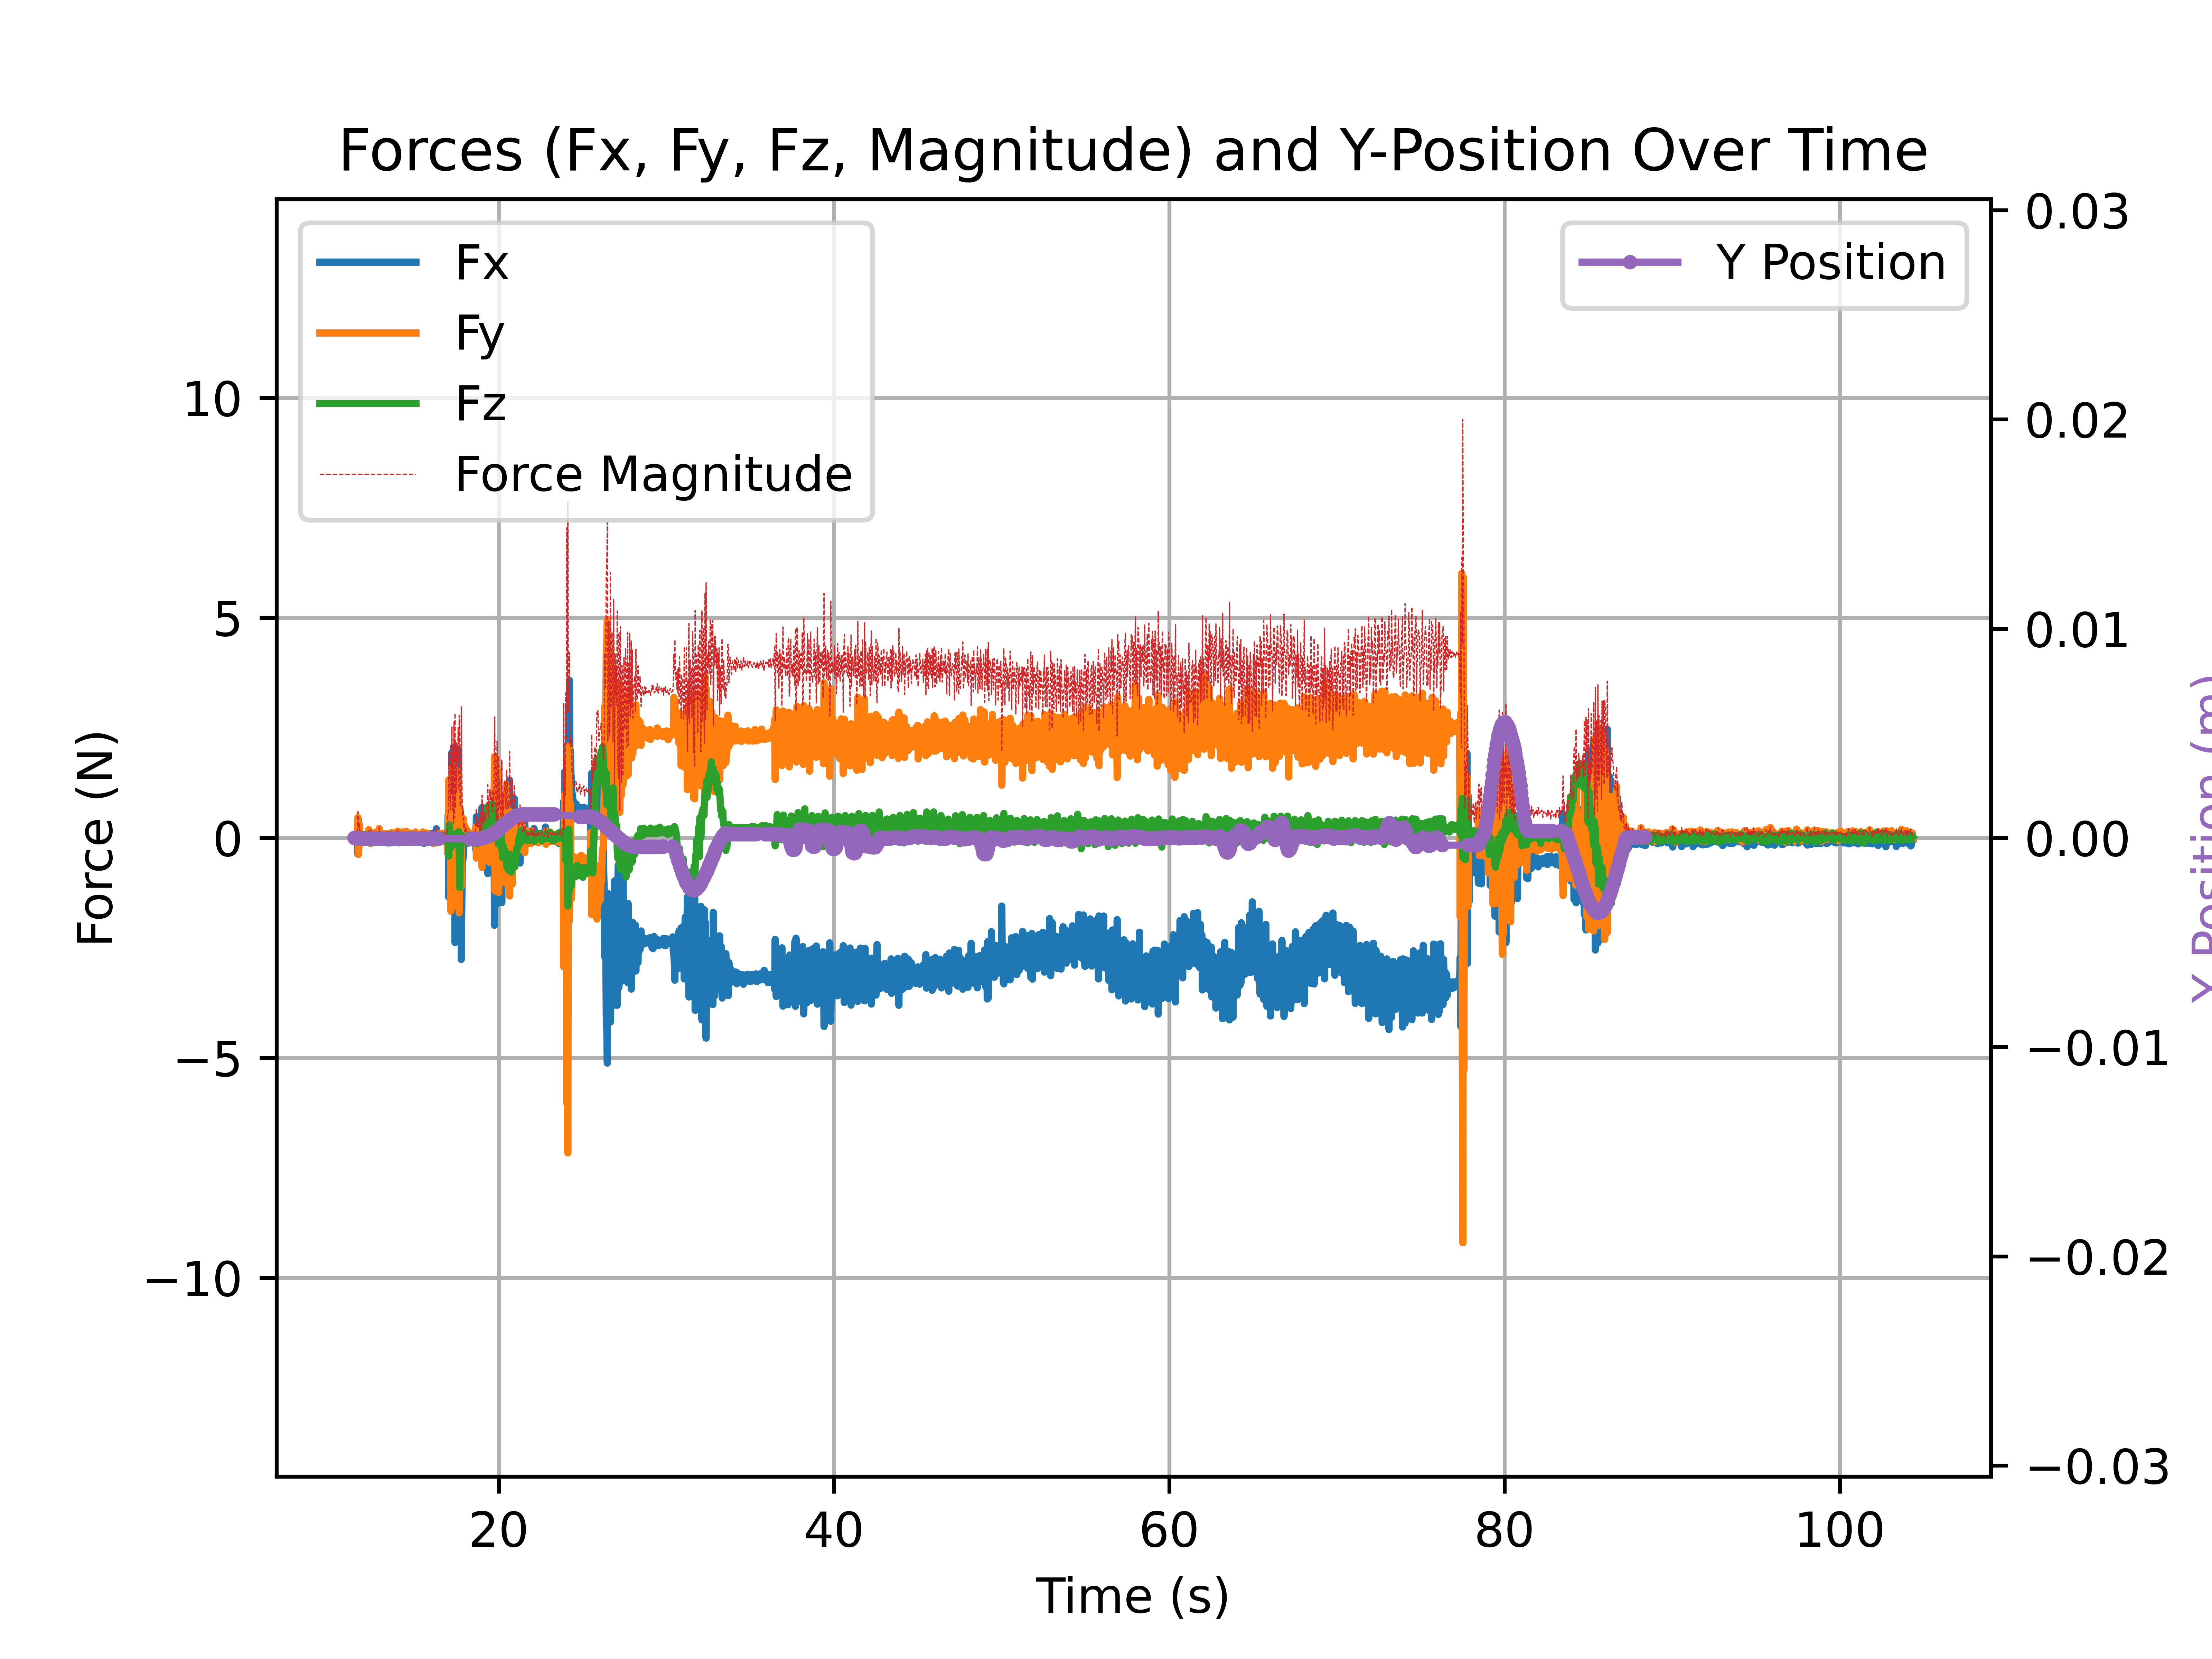 Forces (Fx, Fy, Fz, Magnitude) and Y-Position Over Time
Fx
Fy
Fz
Force Magnitude
Y Position
10
5
0
−5
−10
Force (N)
0.03
0.02
0.01
0.00
−0.01
−0.02
−0.03
Y Position (m)
20
40
60
80
100
Time (s)